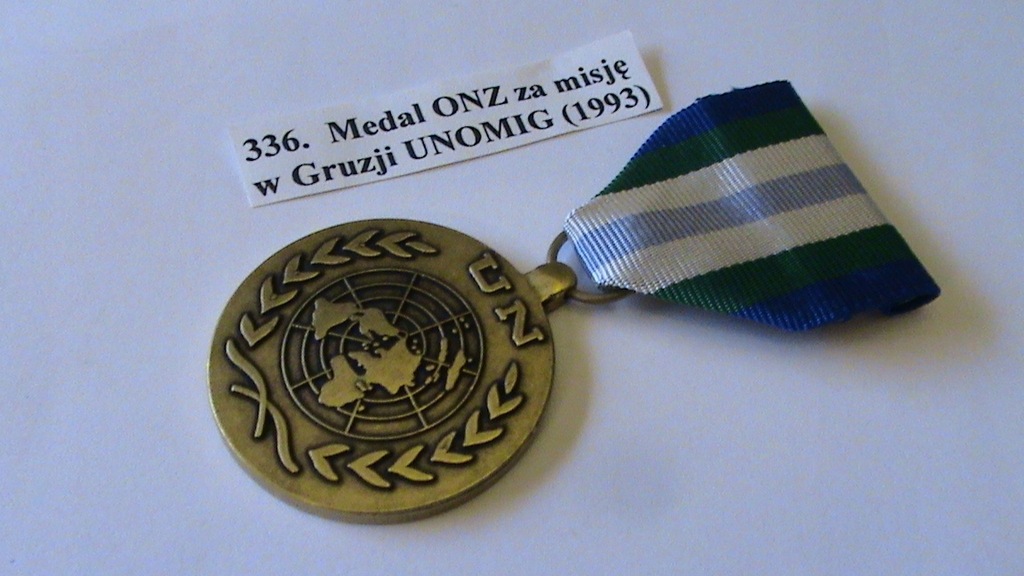 336. Medal ONZ za misję
w Gruzji UNOMIG (1993)
UN